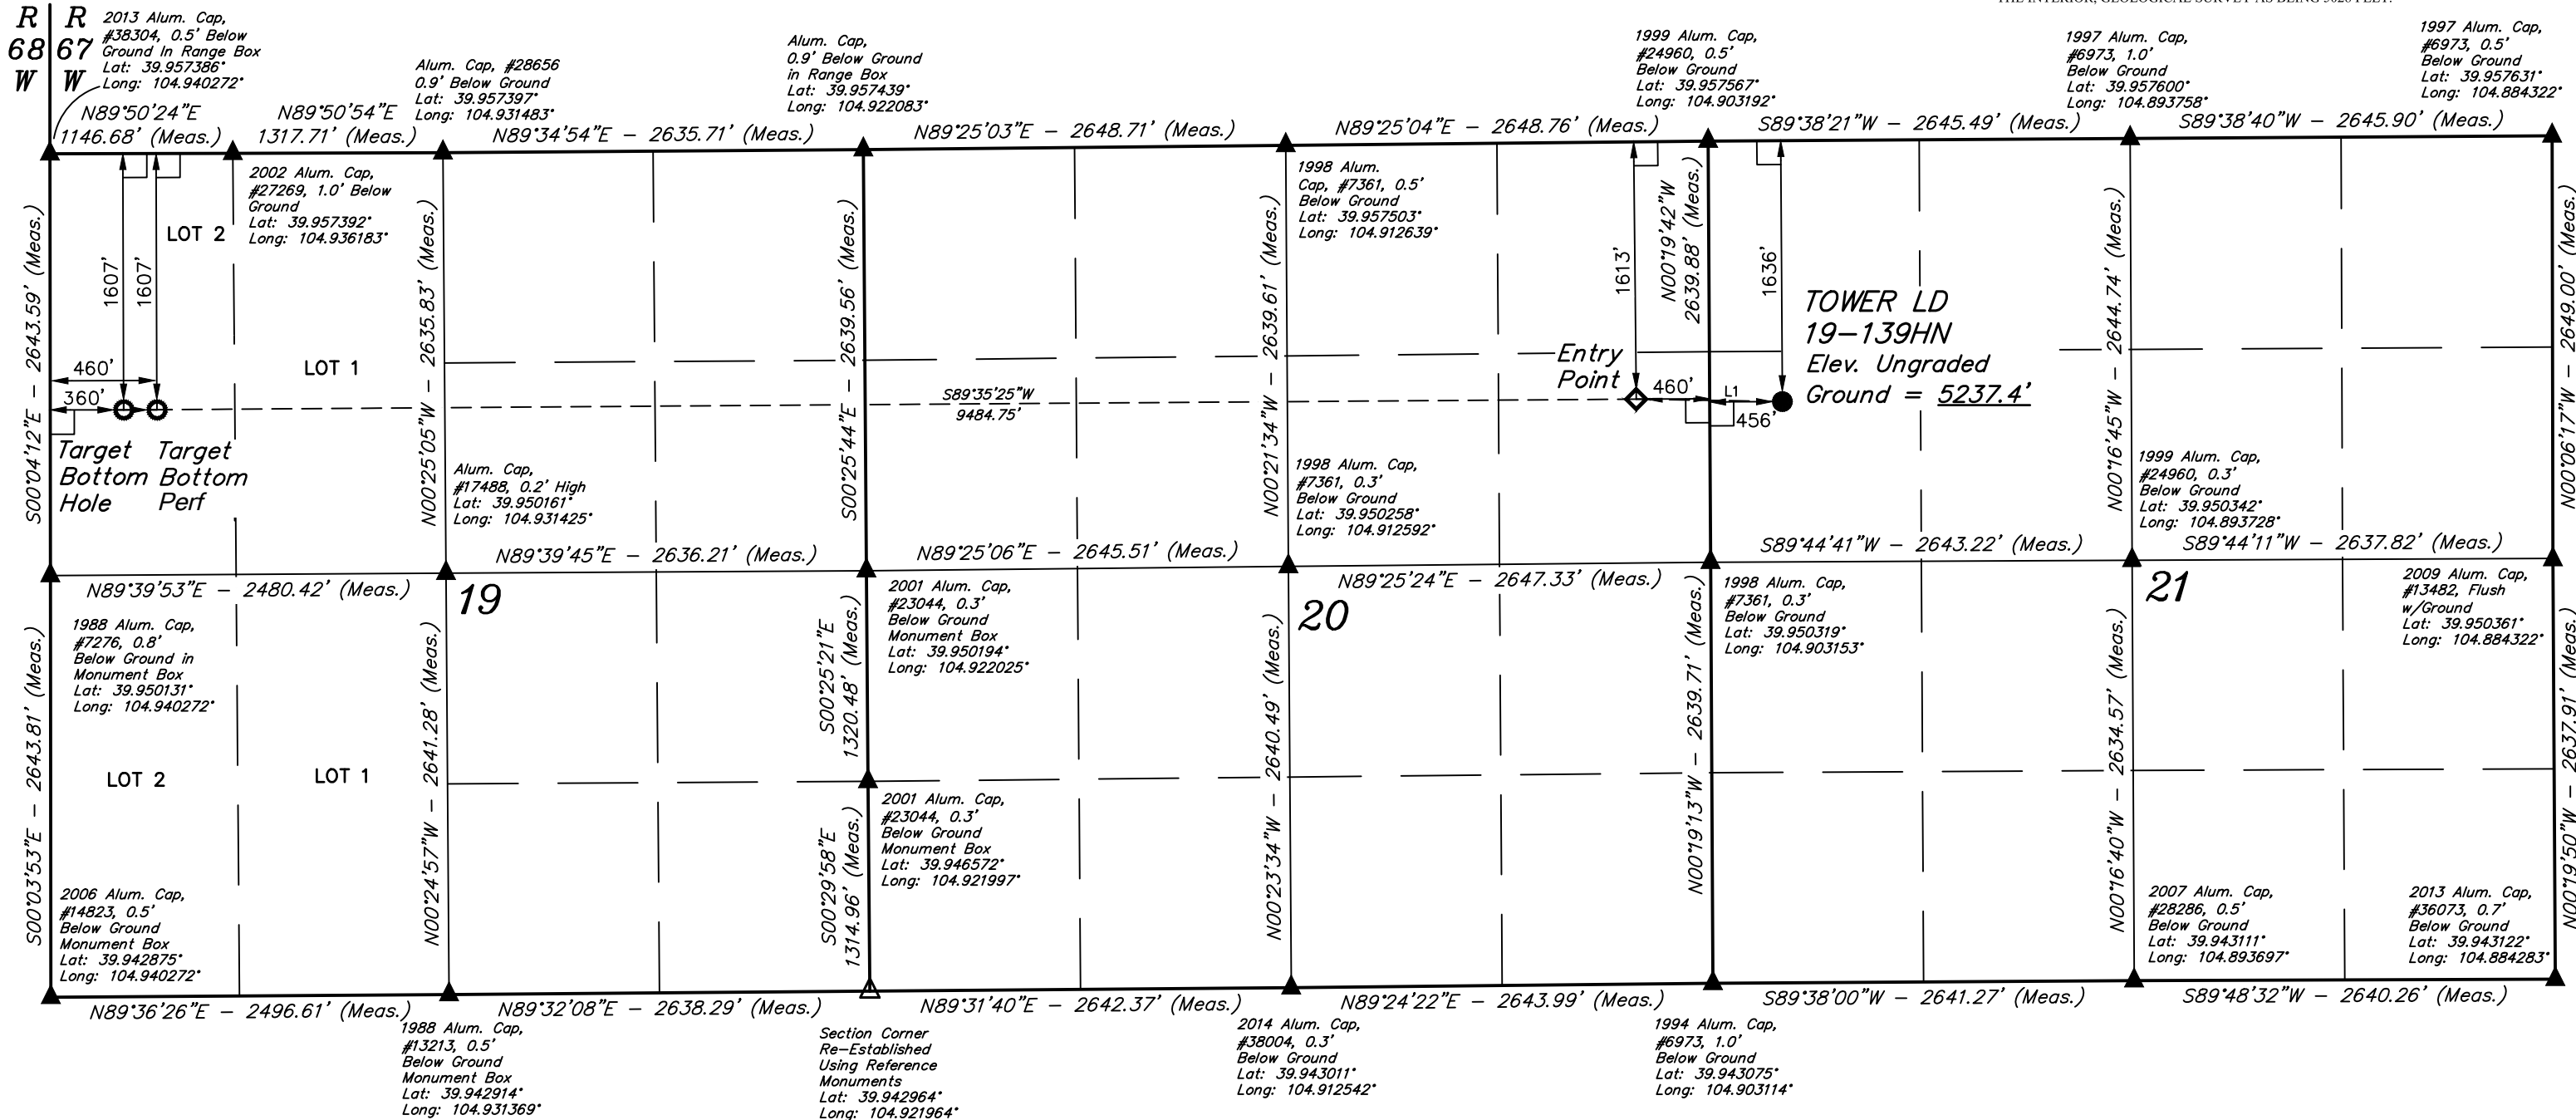 THE INTERIOR, GEOLOGICAL SURVEY AS BEING 5020 FEET.
R R
68 67
W W
2013 Alum. Cap,
#38304, 0.5' Below
Ground In Range Box
Lat: 39.957386°
Long: 104.940272°
Alum. Cap, #28656
0.9' Below Ground
Lat: 39.957397°
Long: 104.931483°
Alum. Cap,
0.9' Below Ground
in Range Box
Lat: 39.957439°
Long: 104.922083°
1999 Alum. Cap,
#24960, 0.5'
Below Ground
Lat: 39.957567°
Long: 104.903192°
1997 Alum. Cap,
#6973, 1.0'
Below Ground
Lat: 39.957600°
Long: 104.893758°
1997 Alum. Cap,
#6973, 0.5'
Below Ground
Lat: 39.957631°
Long: 104.884322°
N89°50'24"E
1146.68' (Meas.)
N89°50'54"E
1317.71' (Meas.)
N89°34'54"E – 2635.71' (Meas.)
N89°25'03"E – 2648.71' (Meas.)
N89°25'04"E – 2648.76' (Meas.)
S89°38'21"W – 2645.49' (Meas.)
S89°38'40"W – 2645.90' (Meas.)
2002 Alum. Cap,
#27269, 1.0' Below
Ground
Lat: 39.957392°
Long: 104.936183°
1998 Alum.
Cap, #7361, 0.5'
Below Ground
Lat: 39.957503°
Long: 104.912639°
S00°04'12"E – 2643.59' (Meas.)
1607'
1607'
LOT 2
LOT 1
460'
360'
Target
Bottom
Hole
Target
Bottom
Perf
N00°25'05"W – 2635.83' (Meas.)
S00°25'44"E – 2639.56' (Meas.)
S89°35'25"W
9484.75'
N00°21'34"W – 2639.61' (Meas.)
1613'
Entry
Point
460'
N00°19'42"W
2639.88' (Meas.)
L1
456'
1636'
TOWER LD
19–139HN
Elev. Ungraded
Ground = 5237.4'
N00°16'45"W – 2644.74' (Meas.)
N00°06'17"W – 2649.00' (Meas.)
Alum. Cap,
#17488, 0.2' High
Lat: 39.950161°
Long: 104.931425°
1998 Alum. Cap,
#7361, 0.3'
Below Ground
Lat: 39.950258°
Long: 104.912592°
1999 Alum. Cap,
#24960, 0.3'
Below Ground
Lat: 39.950342°
Long: 104.893728°
N89°39'53"E – 2480.42' (Meas.)
N89°39'45"E – 2636.21' (Meas.)
N89°25'06"E – 2645.51' (Meas.)
N89°25'24"E – 2647.33' (Meas.)
S89°44'41"W – 2643.22' (Meas.)
S89°44'11"W – 2637.82' (Meas.)
19
20
21
1988 Alum. Cap,
#7276, 0.8'
Below Ground in
Monument Box
Lat: 39.950131°
Long: 104.940272°
2001 Alum. Cap,
#23044, 0.3'
Below Ground
Monument Box
Lat: 39.950194°
Long: 104.922025°
1998 Alum. Cap,
#7361, 0.3'
Below Ground
Lat: 39.950319°
Long: 104.903153°
2009 Alum. Cap,
#13482, Flush
w/Ground
Lat: 39.950361°
Long: 104.884322°
S00°03'53"E – 2643.81' (Meas.)
LOT 2
LOT 1
N00°24'57"W – 2641.28' (Meas.)
S00°25'21"E
1320.48' (Meas.)
S00°29'58"E
1314.96' (Meas.)
N00°23'34"W – 2640.49' (Meas.)
N00°19'13"W – 2639.71' (Meas.)
N00°16'40"W – 2634.57' (Meas.)
N00°19'50"W – 2637.91' (Meas.)
2001 Alum. Cap,
#23044, 0.3'
Below Ground
Monument Box
Lat: 39.946572°
Long: 104.921997°
2006 Alum. Cap,
#14823, 0.5'
Below Ground
Monument Box
Lat: 39.942875°
Long: 104.940272°
2007 Alum. Cap,
#28286, 0.5'
Below Ground
Lat: 39.943111°
Long: 104.893697°
2013 Alum. Cap,
#36073, 0.7'
Below Ground
Lat: 39.943122°
Long: 104.884283°
N89°36'26"E – 2496.61' (Meas.)
N89°32'08"E – 2638.29' (Meas.)
N89°31'40"E – 2642.37' (Meas.)
N89°24'22"E – 2643.99' (Meas.)
S89°38'00"W – 2641.27' (Meas.)
S89°48'32"W – 2640.26' (Meas.)
1988 Alum. Cap,
#13213, 0.5'
Below Ground
Monument Box
Lat: 39.942914°
Long: 104.931369°
Section Corner
Re–Established
Using Reference
Monuments
Lat: 39.942964°
Long: 104.921964°
2014 Alum. Cap,
#38004, 0.3'
Below Ground
Lat: 39.943011°
Long: 104.912542°
1994 Alum. Cap,
#6973, 1.0'
Below Ground
Lat: 39.943075°
Long: 104.903114°